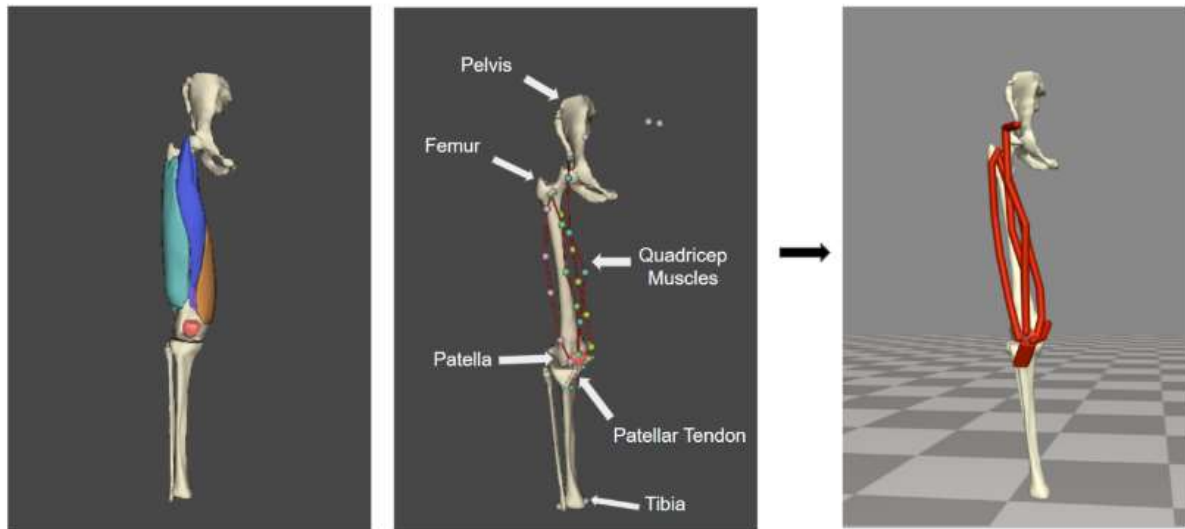 Pelvis
Femur
Quadricep
Muscles
Patella
Patellar Tendon
Tibia